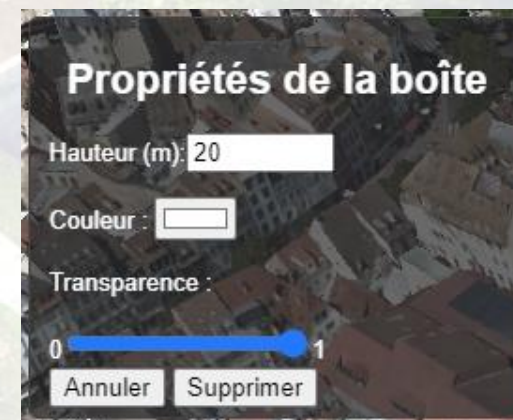 Propriétés de la boîte
Hauteur (m): 20
Couleur :
Transparence :
0 1
Annuler Supprimer